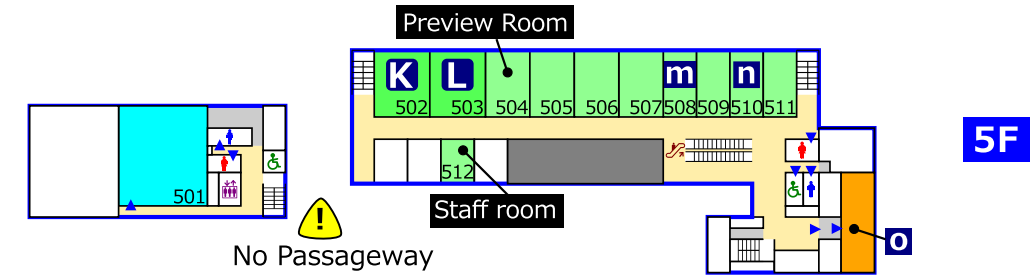 Preview Room
K L m n
502 503 504 505 506 507 508 509 510 511
5F
512
501
Staff room
!
No Passageway
o